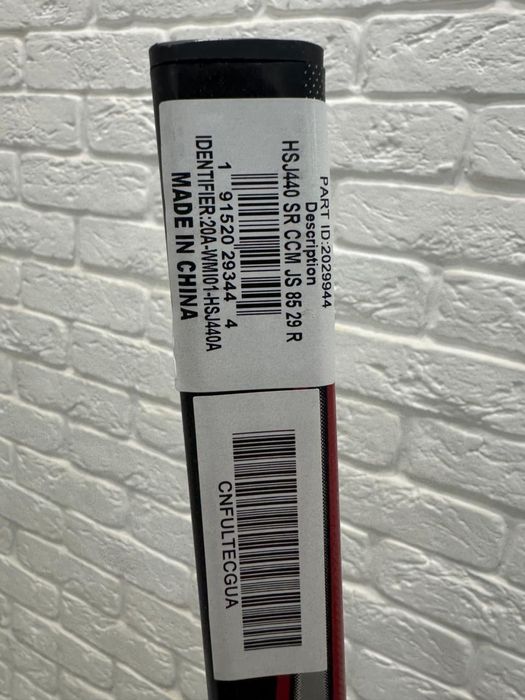 PART ID:2029944
Description
HSJ440 SR CCM JS 85 29 R
1 91520 29344 4
IDENTIFIER:20A-WMI01-HSJ440A
MADE IN CHINA
CNFULTECGUA